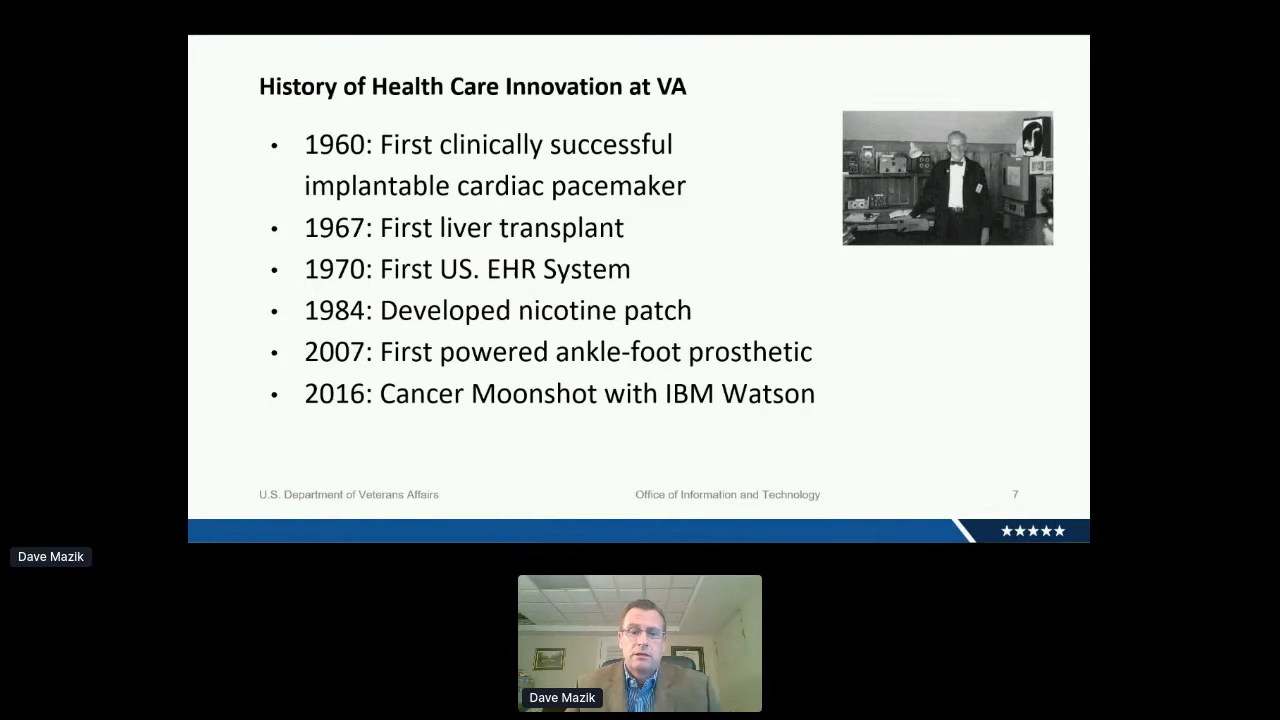 History of Health Care Innovation at VA
• 1960: First clinically successful
implantable cardiac pacemaker
• 1967: First liver transplant
• 1970: First US. EHR System
• 1984: Developed nicotine patch
• 2007: First powered ankle-foot prosthetic
• 2016: Cancer Moonshot with IBM Watson
U.S. Department of Veterans Affairs
Office of Information and Technology
7
Dave Mazik
Dave Mazik